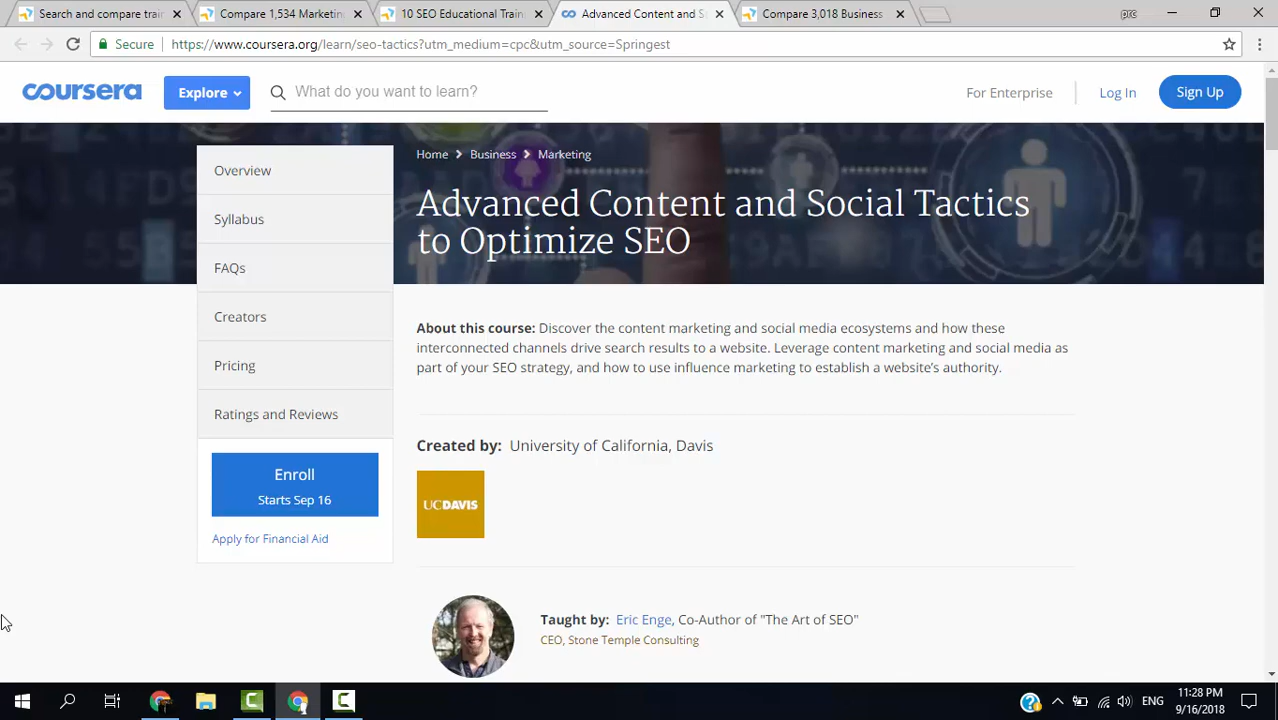 Search and compare trair
Compare 1,534 Marketin
10 SEO Educational Train
Advanced Content and S
Compare 3,018 Business
prc
Secure
https://www.coursera.org/learn/seo-tactics?utm_medium=cpc&utm_source=Springest
coursera
Explore
What do you want to learn?
For Enterprise
Log In
Sign Up
Home
Business
Marketing
Advanced Content and Social Tactics
to Optimize SEO
Overview
Syllabus
FAQs
Creators
Pricing
Ratings and Reviews
Enroll
Starts Sep 16
Apply for Financial Aid
About this course: Discover the content marketing and social media ecosystems and how these
interconnected channels drive search results to a website. Leverage content marketing and social media as
part of your SEO strategy, and how to use influence marketing to establish a website's authority.
Created by: University of California, Davis
UCDAVIS
Taught by: Eric Enge, Co-Author of "The Art of SEO"
CEO, Stone Temple Consulting
ENG
11:28 PM
9/16/2018